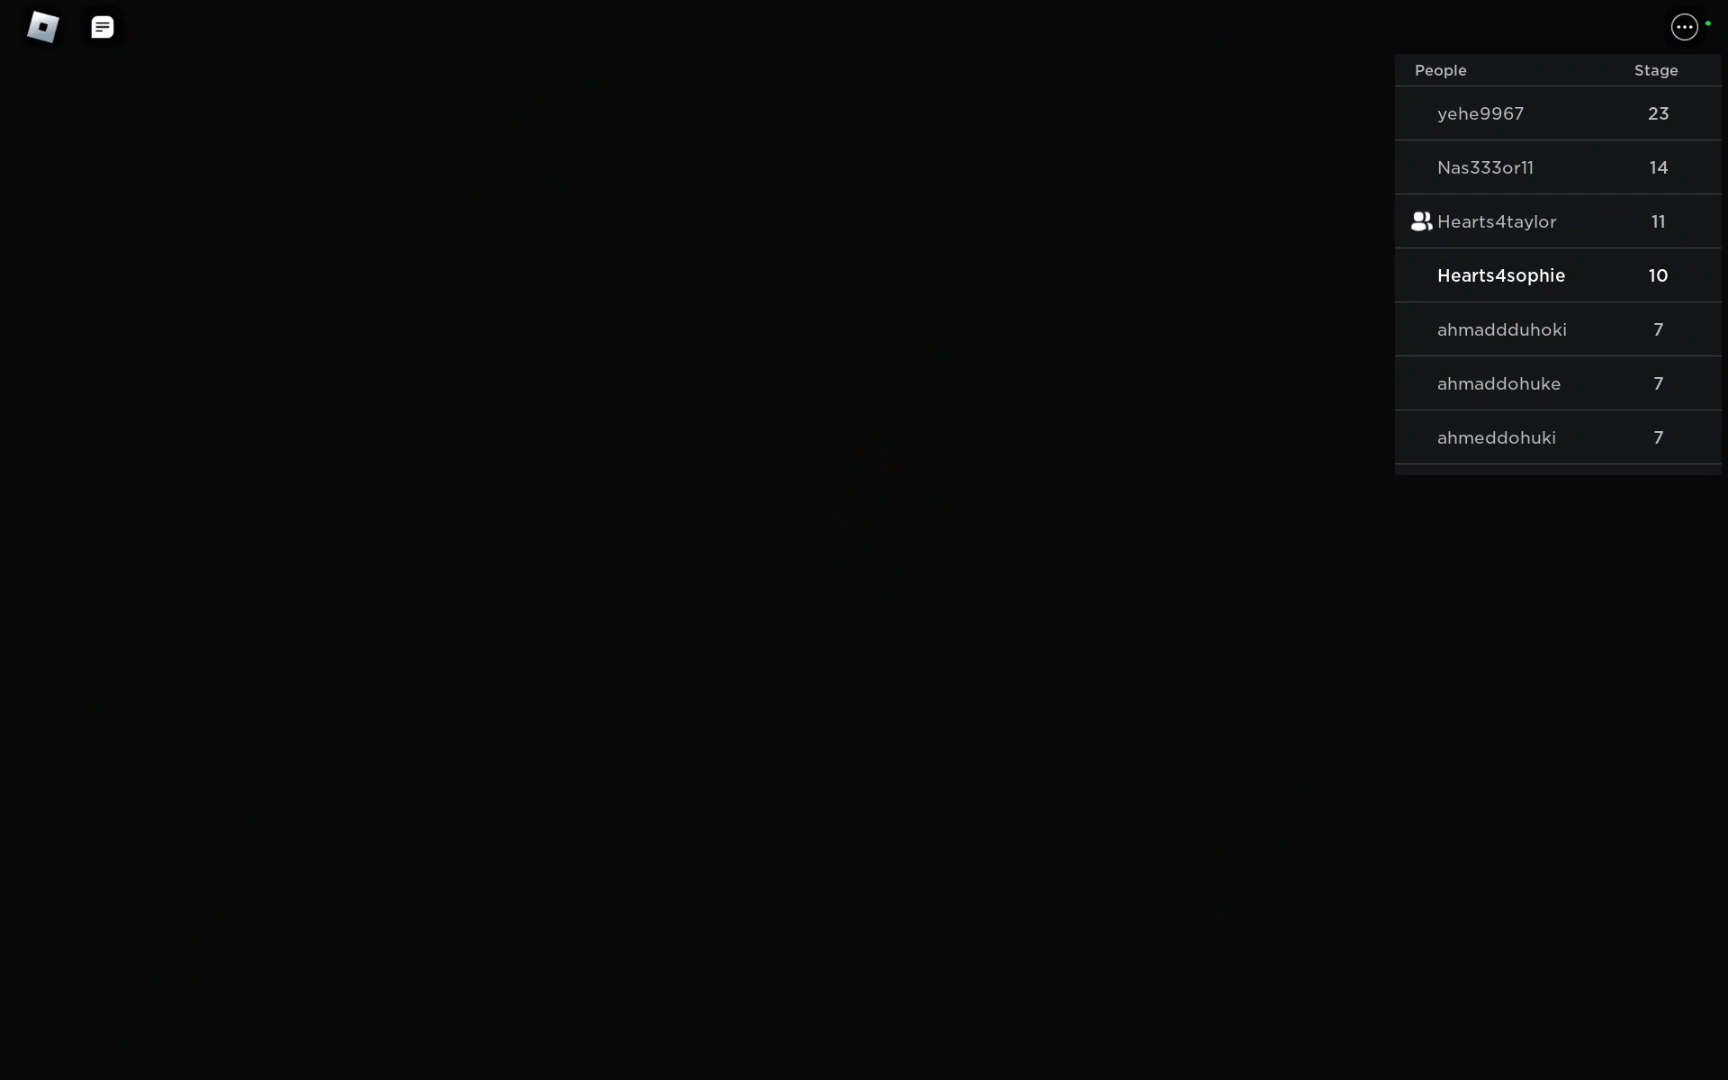 People Stage
yehe9967 23
Nas333or11 14
Hearts4taylor 11
Hearts4sophie 10
ahmaddduhoki 7
ahmaddohuke 7
ahmeddohuki 7